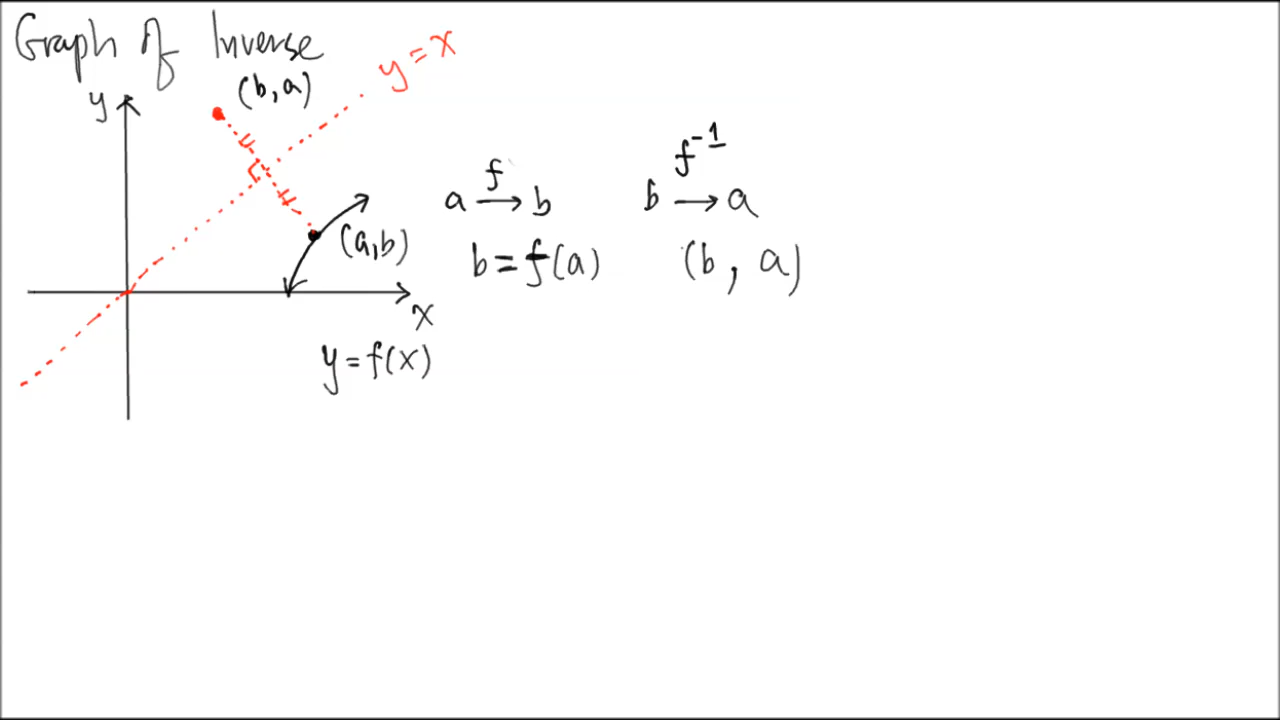 Graph of Inverse
y = x
(b, a)
y
f
a → b
f⁻¹
b → a
(a, b)
b = f(a)
(b, a)
x
y = f(x)